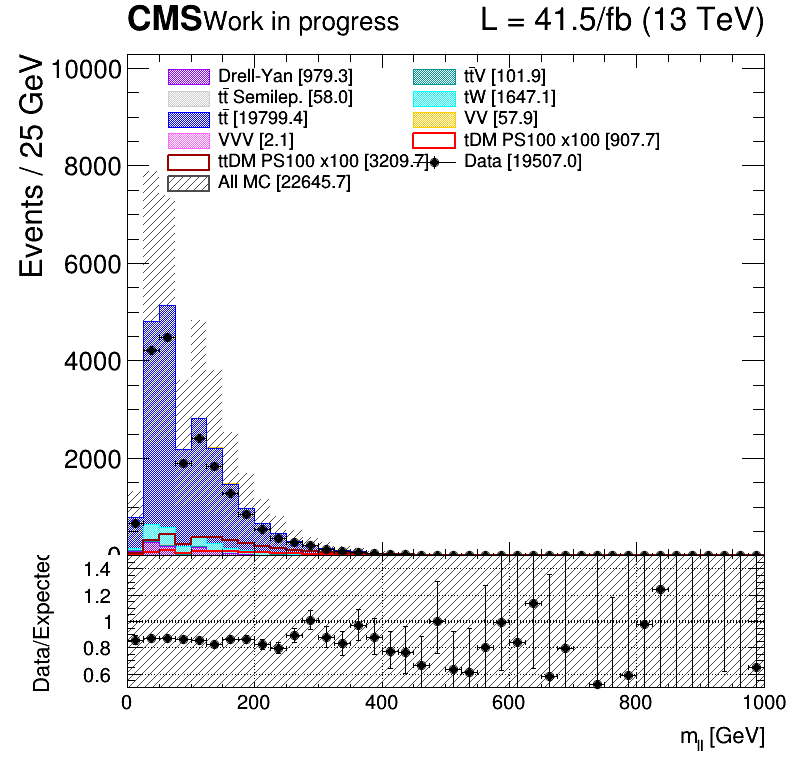 CMS Work in progress L = 41.5/fb (13 TeV)
Events / 25 GeV
10000
8000
6000
4000
2000
0
Drell-Yan [979.3] tt̄V [101.9]
tt̄ Semilep. [58.0] tW [1647.1]
tt̄ [19799.4] VV [57.9]
VVV [2.1] tDM PS100 x100 [907.7]
ttDM PS100 x100 [3209.7] Data [19507.0]
All MC [22645.7]
Data/Expected
1.4
1.2
1
0.8
0.6
0 200 400 600 800 1000
m_ll [GeV]